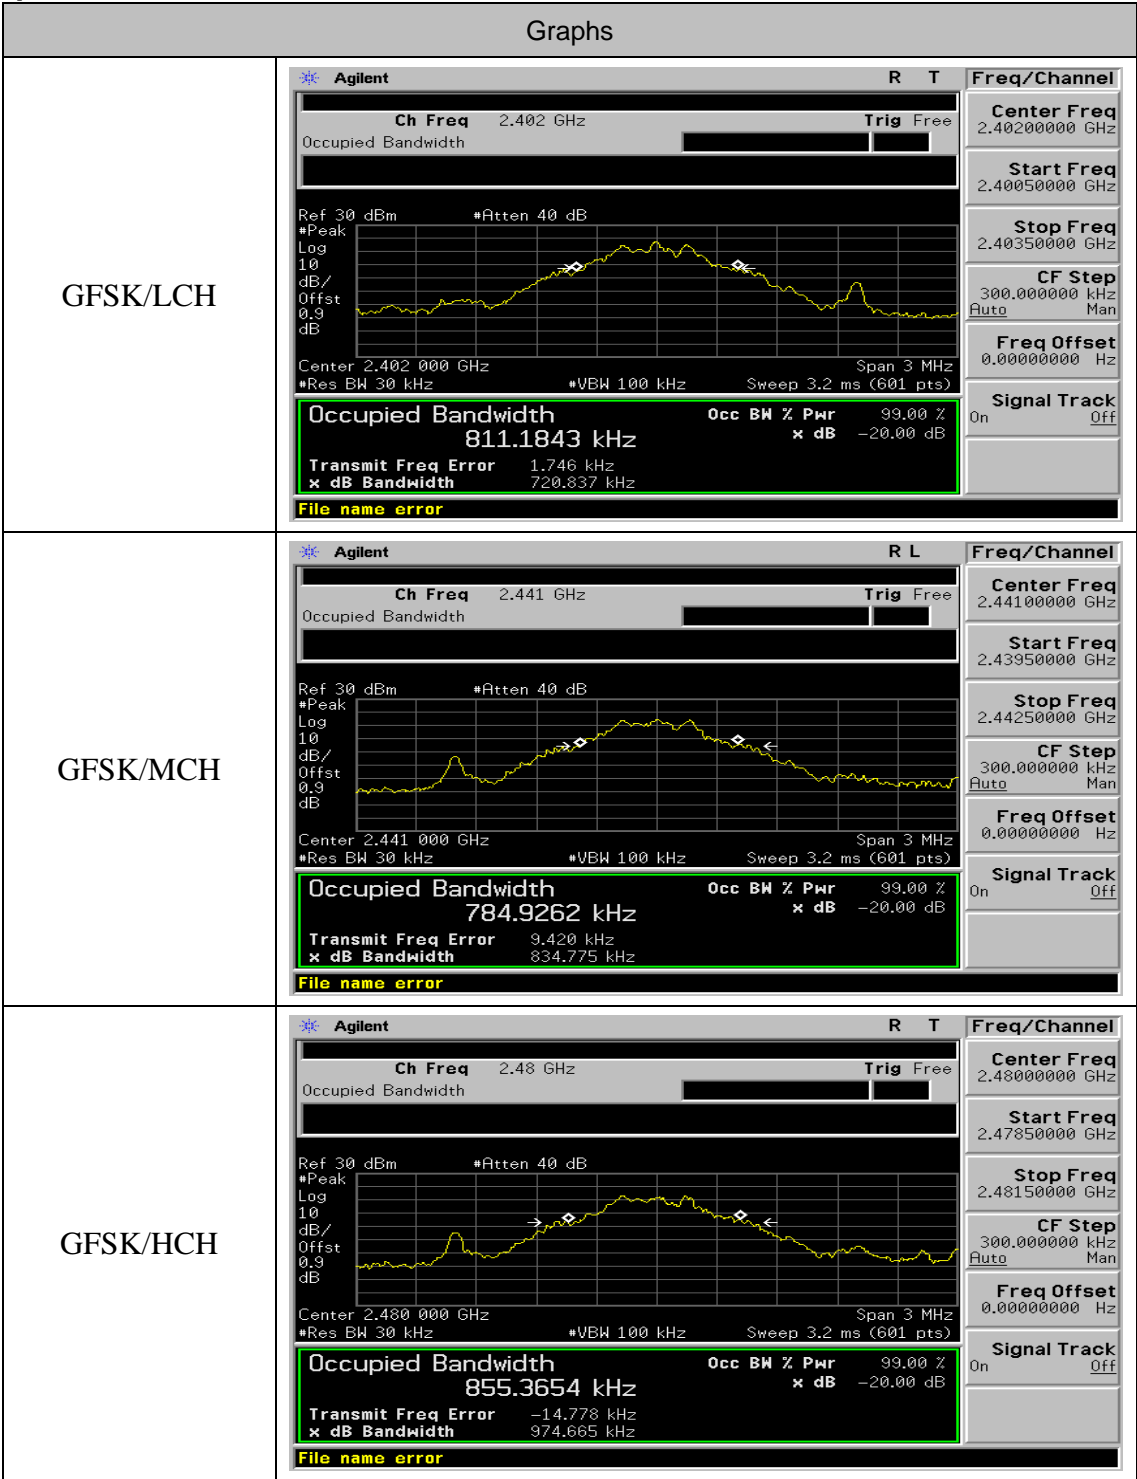 Graphs
GFSK/LCH
Agilent R T
Freq/Channel
Ch Freq 2.402 GHz Trig Free
Occupied Bandwidth
Center Freq
2.40200000 GHz
Start Freq
2.40050000 GHz
Stop Freq
2.40350000 GHz
CF Step
300.000000 kHz
Auto Man
Freq Offset
0.00000000 Hz
Signal Track
On Off
Ref 30 dBm #Atten 40 dB
#Peak
Log
10
dB/
Offst
0.9
dB
Center 2.402 000 GHz Span 3 MHz
#Res BW 30 kHz #VBW 100 kHz Sweep 3.2 ms (601 pts)
Occupied Bandwidth Occ BW % Pwr 99.00 %
811.1843 kHz x dB -20.00 dB
Transmit Freq Error 1.746 kHz
x dB Bandwidth 720.837 kHz
File name error
GFSK/MCH
Agilent R L
Freq/Channel
Ch Freq 2.441 GHz Trig Free
Occupied Bandwidth
Center Freq
2.44100000 GHz
Start Freq
2.43950000 GHz
Stop Freq
2.44250000 GHz
CF Step
300.000000 kHz
Auto Man
Freq Offset
0.00000000 Hz
Signal Track
On Off
Ref 30 dBm #Atten 40 dB
#Peak
Log
10
dB/
Offst
0.9
dB
Center 2.441 000 GHz Span 3 MHz
#Res BW 30 kHz #VBW 100 kHz Sweep 3.2 ms (601 pts)
Occupied Bandwidth Occ BW % Pwr 99.00 %
784.9262 kHz x dB -20.00 dB
Transmit Freq Error 9.420 kHz
x dB Bandwidth 834.775 kHz
File name error
GFSK/HCH
Agilent R T
Freq/Channel
Ch Freq 2.48 GHz Trig Free
Occupied Bandwidth
Center Freq
2.48000000 GHz
Start Freq
2.47850000 GHz
Stop Freq
2.48150000 GHz
CF Step
300.000000 kHz
Auto Man
Freq Offset
0.00000000 Hz
Signal Track
On Off
Ref 30 dBm #Atten 40 dB
#Peak
Log
10
dB/
Offst
0.9
dB
Center 2.480 000 GHz Span 3 MHz
#Res BW 30 kHz #VBW 100 kHz Sweep 3.2 ms (601 pts)
Occupied Bandwidth Occ BW % Pwr 99.00 %
855.3654 kHz x dB -20.00 dB
Transmit Freq Error -14.778 kHz
x dB Bandwidth 974.665 kHz
File name error